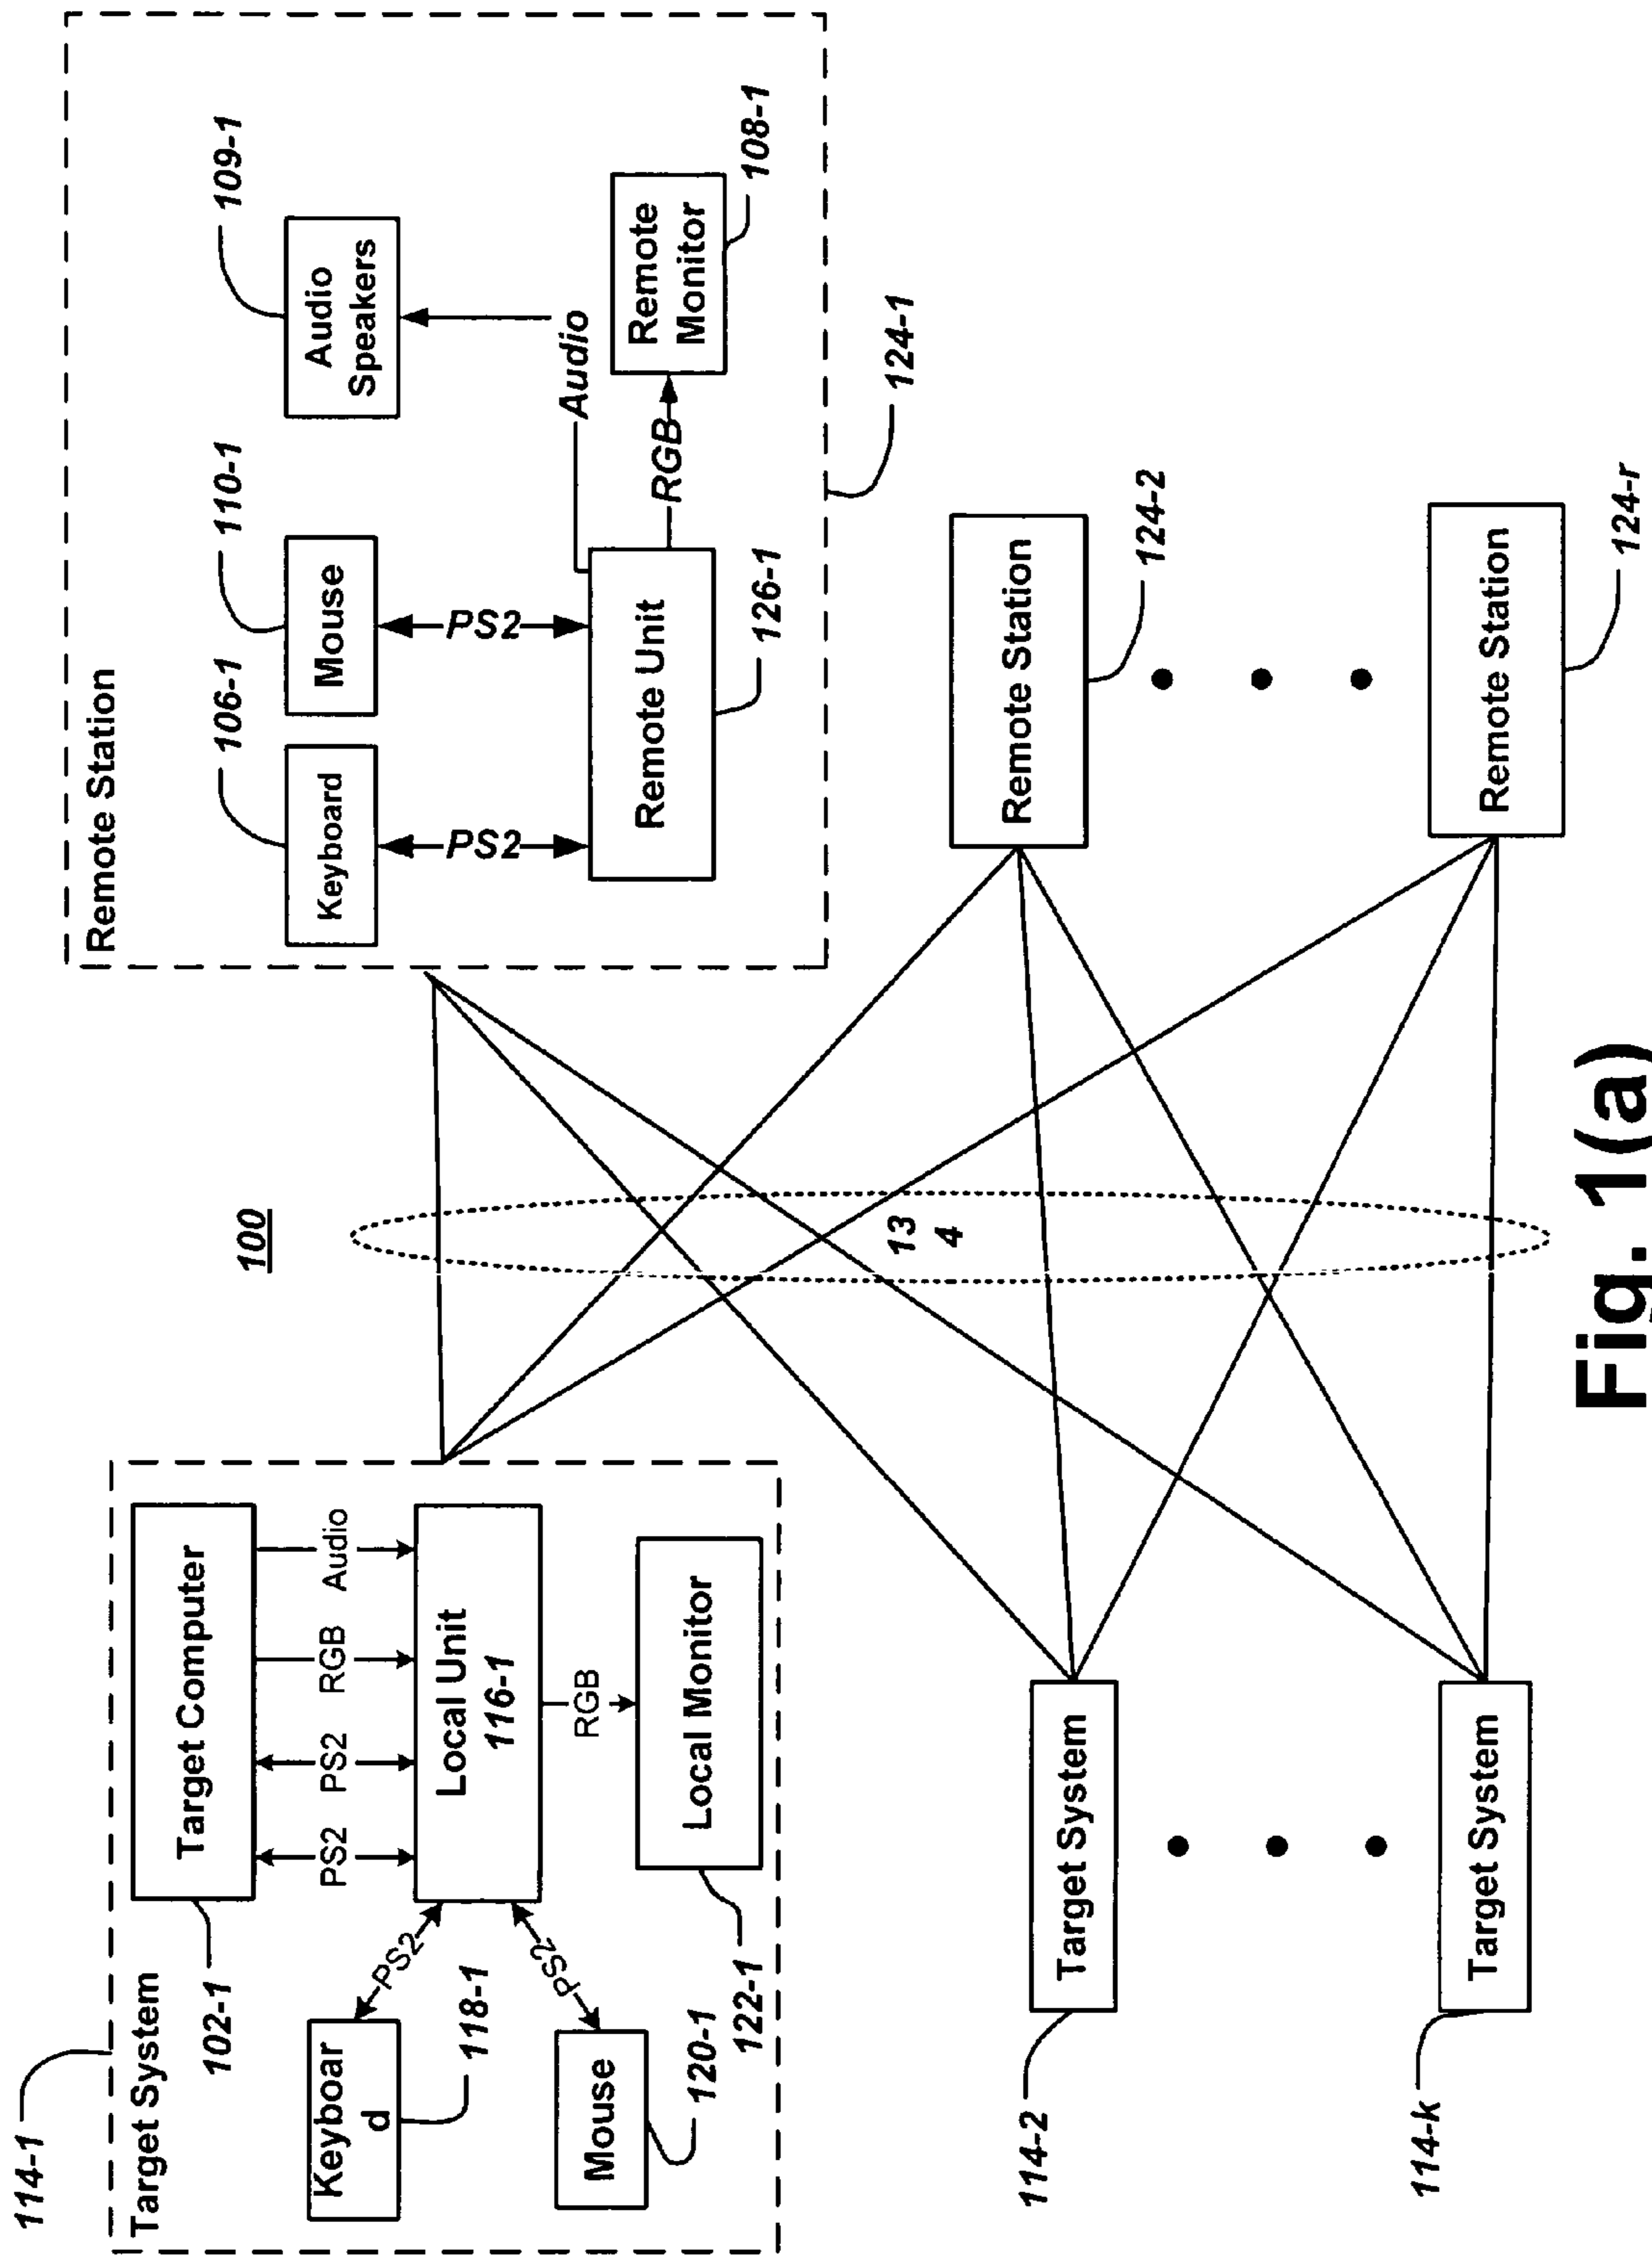 114-1
Target System
102-1
Target Computer
PS2
PS2
RGB
Audio
Keyboar
d
PS2
118-1
Local Unit
116-1
Mouse
PS2
120-1
RGB
122-1
Local Monitor
100
Remote Station
106-1
110-1
109-1
Keyboard
Mouse
Audio
Speakers
PS2
PS2
Audio
Remote Unit
RGB
Remote
Monitor
126-1
108-1
124-1
13
4
114-2
Target System
Remote Station
124-2
114-k
Target System
Remote Station
124-r
Fig. 1(a)